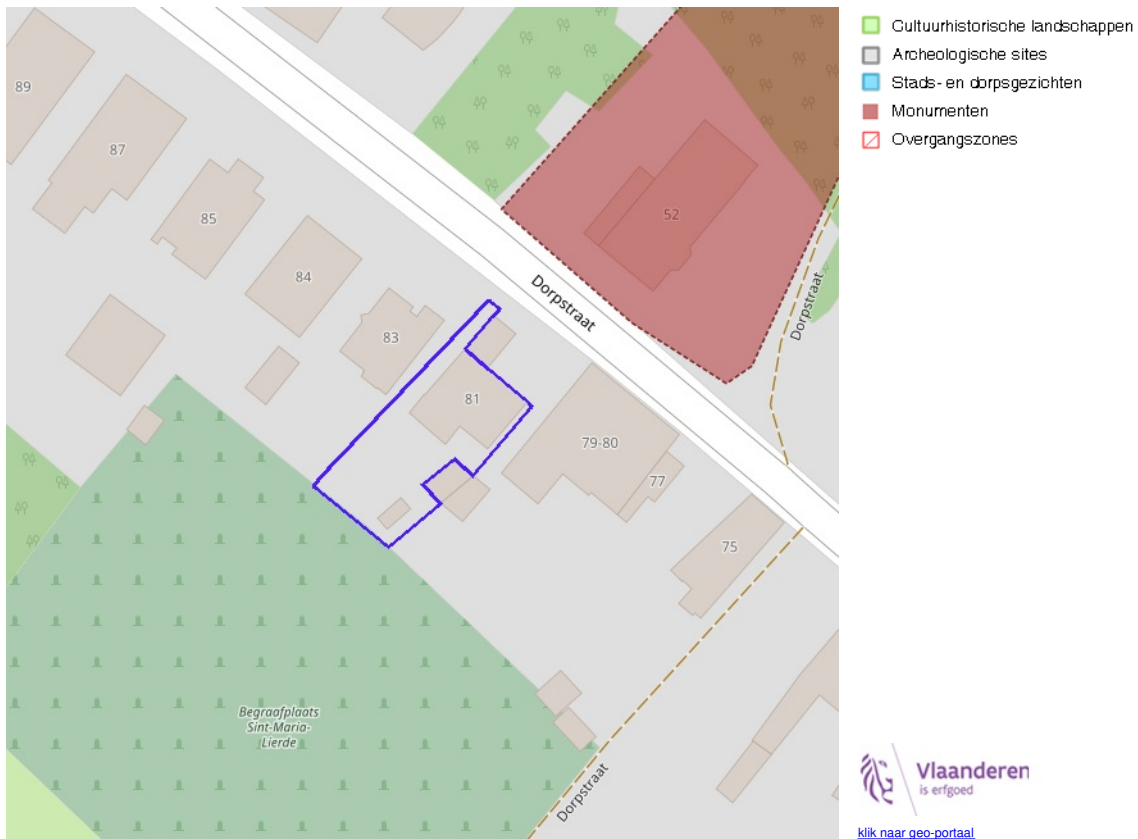 89
87
85
84
83
81
79-80
77
75
52
Dorpstraat
Dorpstraat
Dorpstraat
Begraafplaats
Sint-Maria-
Lierde
Cultuurhistorische landschappen
Archeologische sites
Stads- en dorpsgezichten
Monumenten
Overgangszones
Vlaanderen
is erfgoed
klik naar geo-portaal